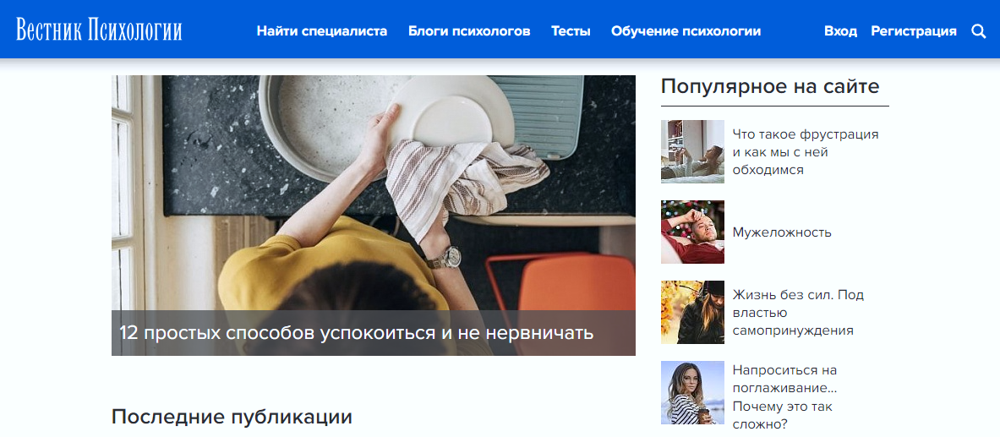 Вестник Психологии
Найти специалиста
Блоги психологов
Тесты
Обучение психологии
Вход
Регистрация
12 простых способов успокоиться и не нервничать
Последние публикации
Популярное на сайте
Что такое фрустрация
и как мы с ней
обходимся
Мужеложность
Жизнь без сил. Под
властью
самопринуждения
Напроситься на
поглаживание...
Почему это так
сложно?